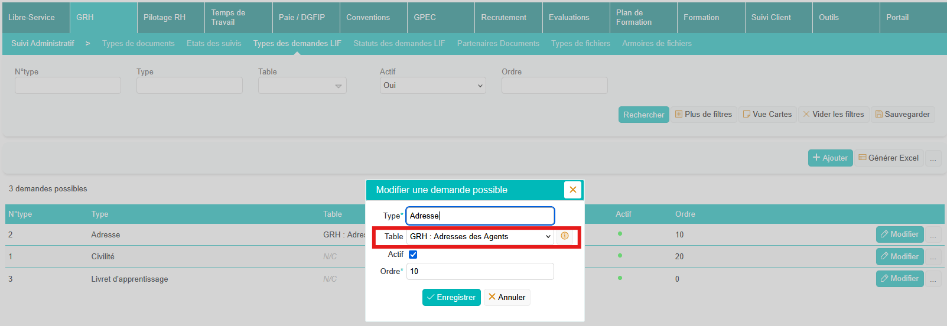 Libre-Service GRH Pilotage RH Temps de Travail Paie / DGFIP Conventions GPEC Recrutement Evaluations Plan de Formation Formation Suivi Client Outils Portail
Suivi Administratif > Types de documents Etats des suivis Types des demandes LIF Statuts des demandes LIF Partenaires Documents Types de fichiers Armoires de fichiers
N°type Type Table Actif Ordre
Oui
Rechercher Plus de filtres Vue Cartes Vider les filtres Sauvegarder
+ Ajouter Générer Excel ...
3 demandes possibles
Modifier une demande possible
N°type Type Table Actif Ordre
Type* Adresse
2 Adresse GRH : Adre 10 Modifier ...
Table GRH : Adresses des Agents
1 Civilité N/C 20 Modifier ...
Actif
3 Livret d'apprentissage N/C 0 Modifier ...
Ordre* 10
Enregistrer Annuler